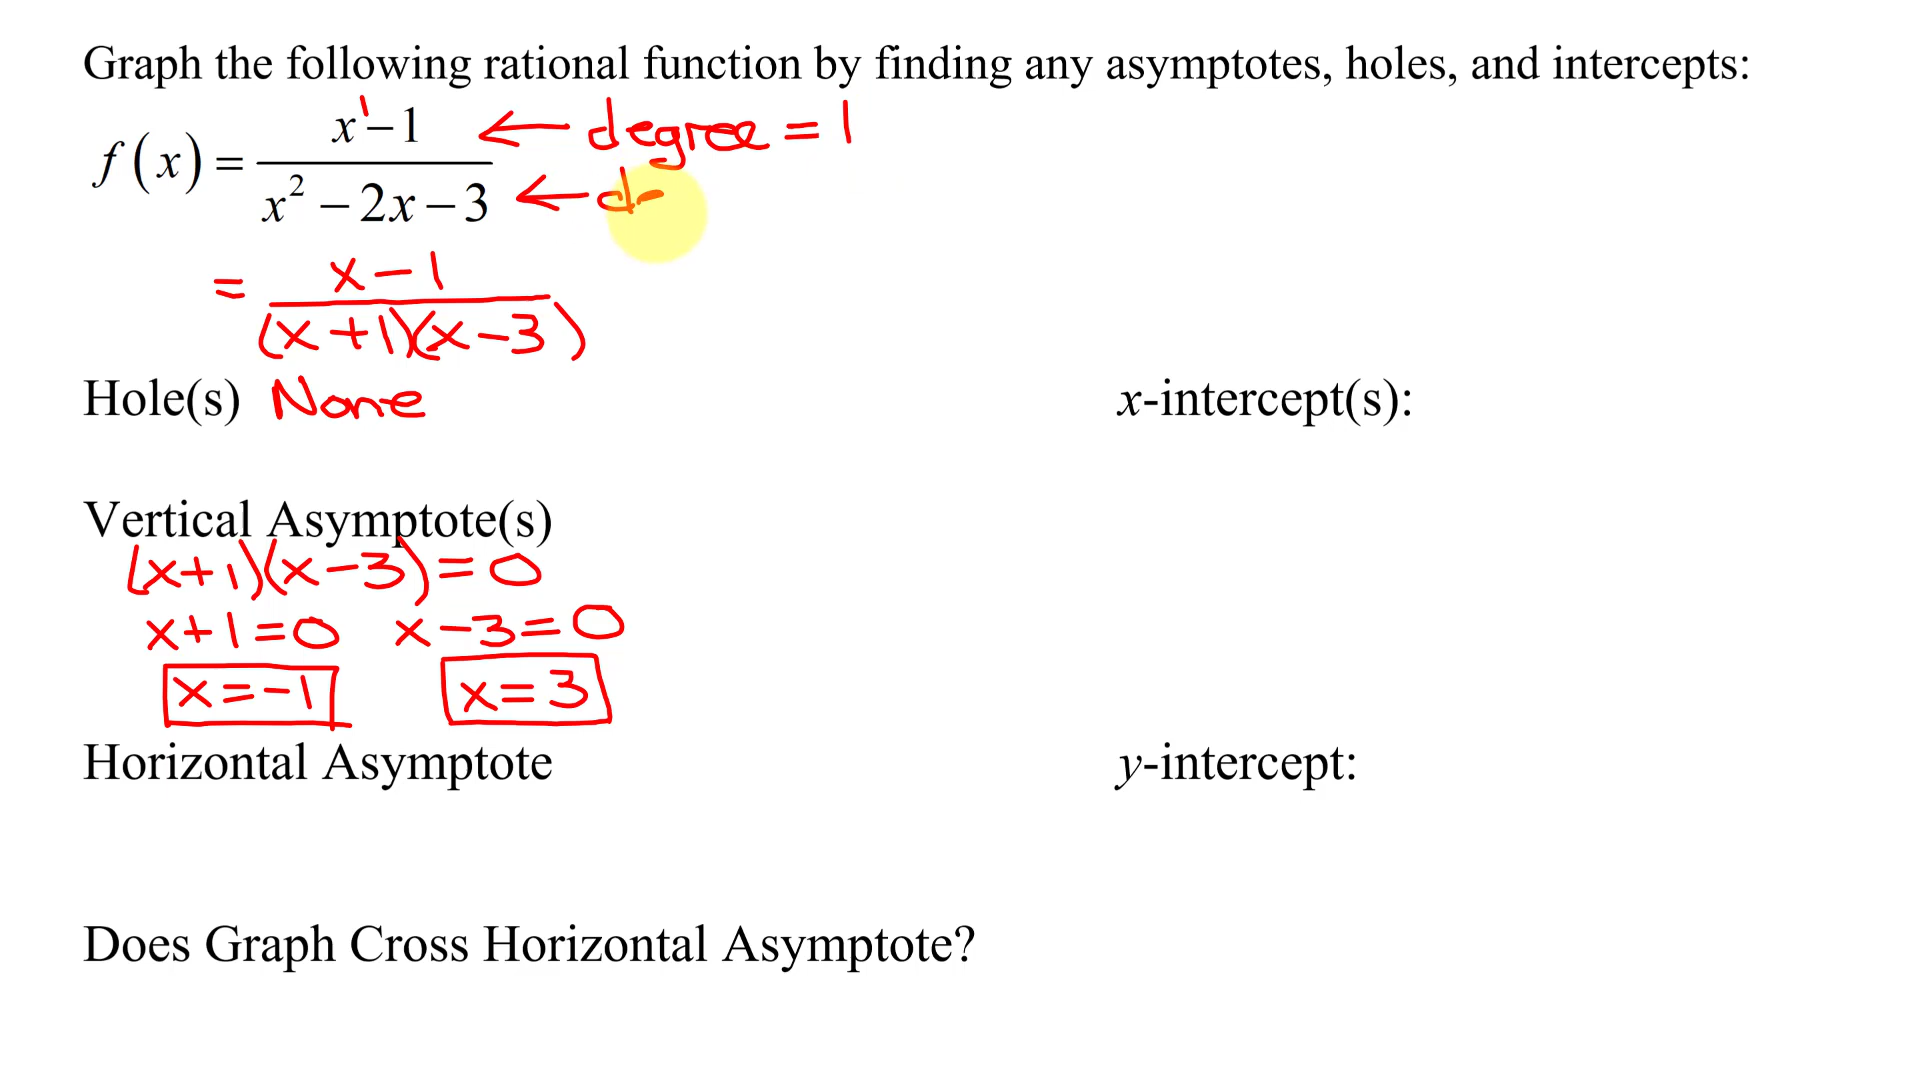 Graph the following rational function by finding any asymptotes, holes, and intercepts:
f(x) = (x¹ − 1)/(x² − 2x − 3)
← degree = 1
← d
= (x − 1)/((x + 1)(x − 3))
Hole(s) None
x-intercept(s):
Vertical Asymptote(s)
(x + 1)(x − 3) = 0
x + 1 = 0 x − 3 = 0
x = −1 x = 3
Horizontal Asymptote
y-intercept:
Does Graph Cross Horizontal Asymptote?